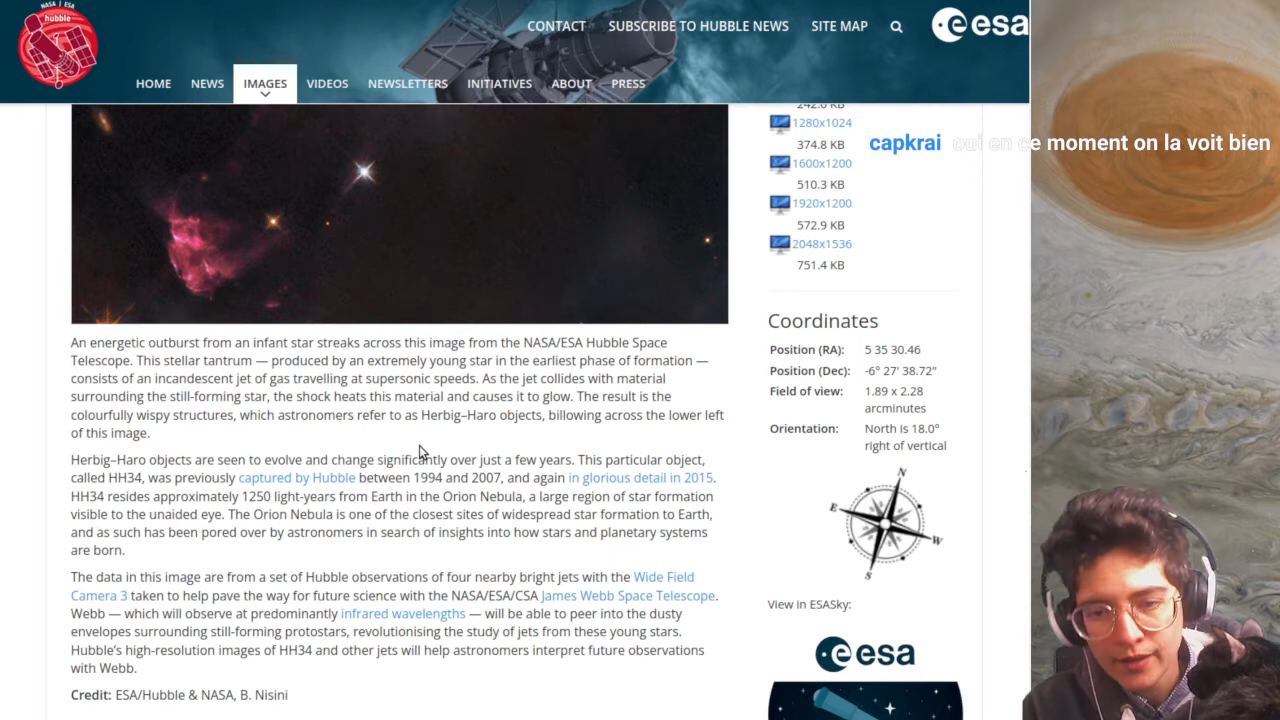 NASA | ESA
hubble
CONTACT
SUBSCRIBE TO HUBBLE NEWS
SITE MAP
esa
HOME
NEWS
IMAGES
VIDEOS
NEWSLETTERS
INITIATIVES
ABOUT
PRESS
242.6 KB
1280x1024
374.8 KB
1600x1200
510.3 KB
1920x1200
572.9 KB
2048x1536
751.4 KB
capkrai oui en ce moment on la voit bien
An energetic outburst from an infant star streaks across this image from the NASA/ESA Hubble Space
Telescope. This stellar tantrum — produced by an extremely young star in the earliest phase of formation —
consists of an incandescent jet of gas travelling at supersonic speeds. As the jet collides with material
surrounding the still-forming star, the shock heats this material and causes it to glow. The result is the
colourfully wispy structures, which astronomers refer to as Herbig–Haro objects, billowing across the lower left
of this image.
Herbig–Haro objects are seen to evolve and change significantly over just a few years. This particular object,
called HH34, was previously captured by Hubble between 1994 and 2007, and again in glorious detail in 2015.
HH34 resides approximately 1250 light-years from Earth in the Orion Nebula, a large region of star formation
visible to the unaided eye. The Orion Nebula is one of the closest sites of widespread star formation to Earth,
and as such has been pored over by astronomers in search of insights into how stars and planetary systems
are born.
The data in this image are from a set of Hubble observations of four nearby bright jets with the Wide Field
Camera 3 taken to help pave the way for future science with the NASA/ESA/CSA James Webb Space Telescope.
Webb — which will observe at predominantly infrared wavelengths — will be able to peer into the dusty
envelopes surrounding still-forming protostars, revolutionising the study of jets from these young stars.
Hubble's high-resolution images of HH34 and other jets will help astronomers interpret future observations
with Webb.
Credit: ESA/Hubble & NASA, B. Nisini
Coordinates
Position (RA): 5 35 30.46
Position (Dec): -6° 27' 38.72"
Field of view: 1.89 x 2.28
arcminutes
Orientation: North is 18.0°
right of vertical
N
E
W
S
View in ESASky:
esa